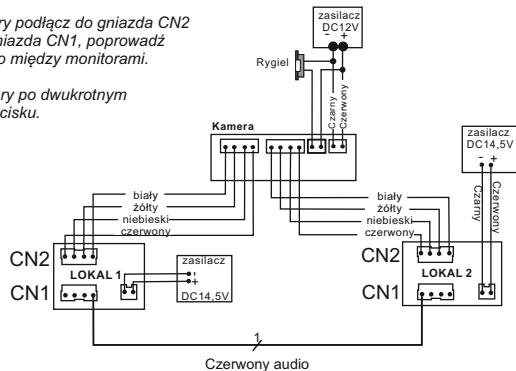 ry podłącz do gniazda CN2
niazda CN1, poprowadź
o między monitorami.
ry po dwukrotnym
cisku.
zasilacz
DC12V
- +
Rygiel
Czarny
Czerwony
Kamera
zasilacz
DC14,5V
- +
Czarny
Czerwony
biały
żółty
niebieski
czerwony
biały
żółty
niebieski
czerwony
CN2
LOKAL 1
CN1
zasilacz
-
+
DC14,5V
CN2
LOKAL 2
CN1
1
Czerwony audio